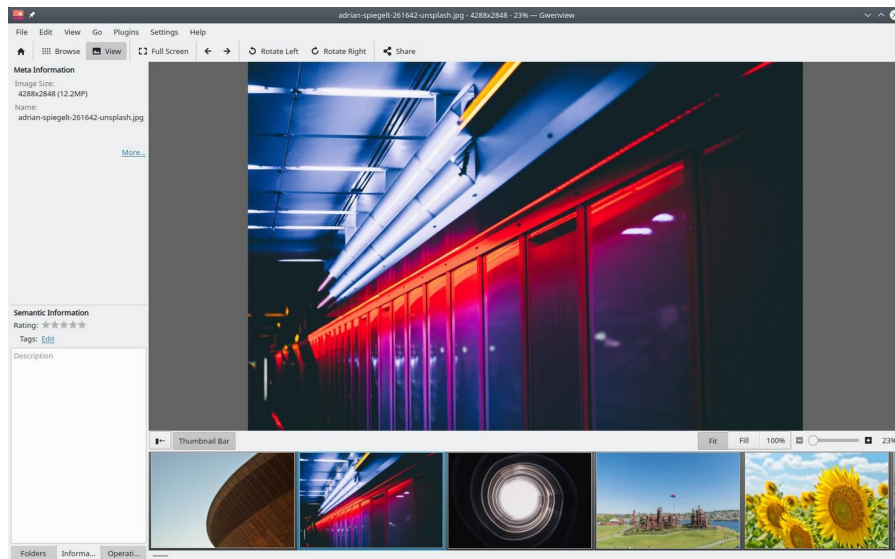 adrian-spiegelt-261642-unsplash.jpg - 4288x2848 - 23% — Gwenview
File Edit View Go Plugins Settings Help
Browse View Full Screen Rotate Left Rotate Right Share
Meta Information
Image Size:
4288x2848 (12.2MP)
Name:
adrian-spiegelt-261642-unsplash.jpg
More...
Semantic Information
Rating:
Tags: Edit
Description
Thumbnail Bar Fit Fill 100% 23%
Folders Informa... Operati...